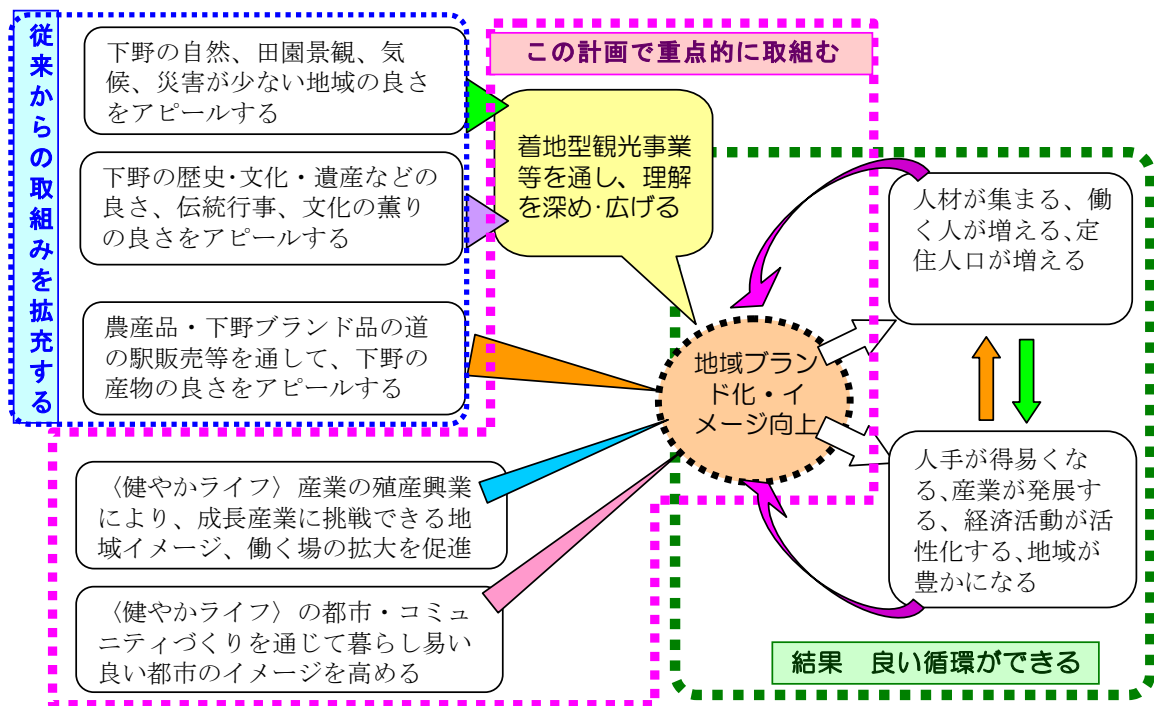 従来からの取組みを拡充する
下野の自然、田園景観、気
候、災害が少ない地域の良さ
をアピールする
下野の歴史・文化・遺産などの
良さ、伝統行事、文化の薫り
の良さをアピールする
農産品・下野ブランド品の道
の駅販売等を通して、下野の
産物の良さをアピールする
この計画で重点的に取組む
着地型観光事業
等を通し、理解
を深め・広げる
〈健やかライフ〉産業の殖産興業
により、成長産業に挑戦できる地
域イメージ、働く場の拡大を促進
〈健やかライフ〉の都市・コミュ
ニティづくりを通じて暮らし易い
良い都市のイメージを高める
地域ブラン
ド化・イ
メージ向上
人材が集まる、働
く人が増える、定
住人口が増える
人手が得易くな
る、産業が発展す
る、経済活動が活
性化する、地域が
豊かになる
結果　良い循環ができる